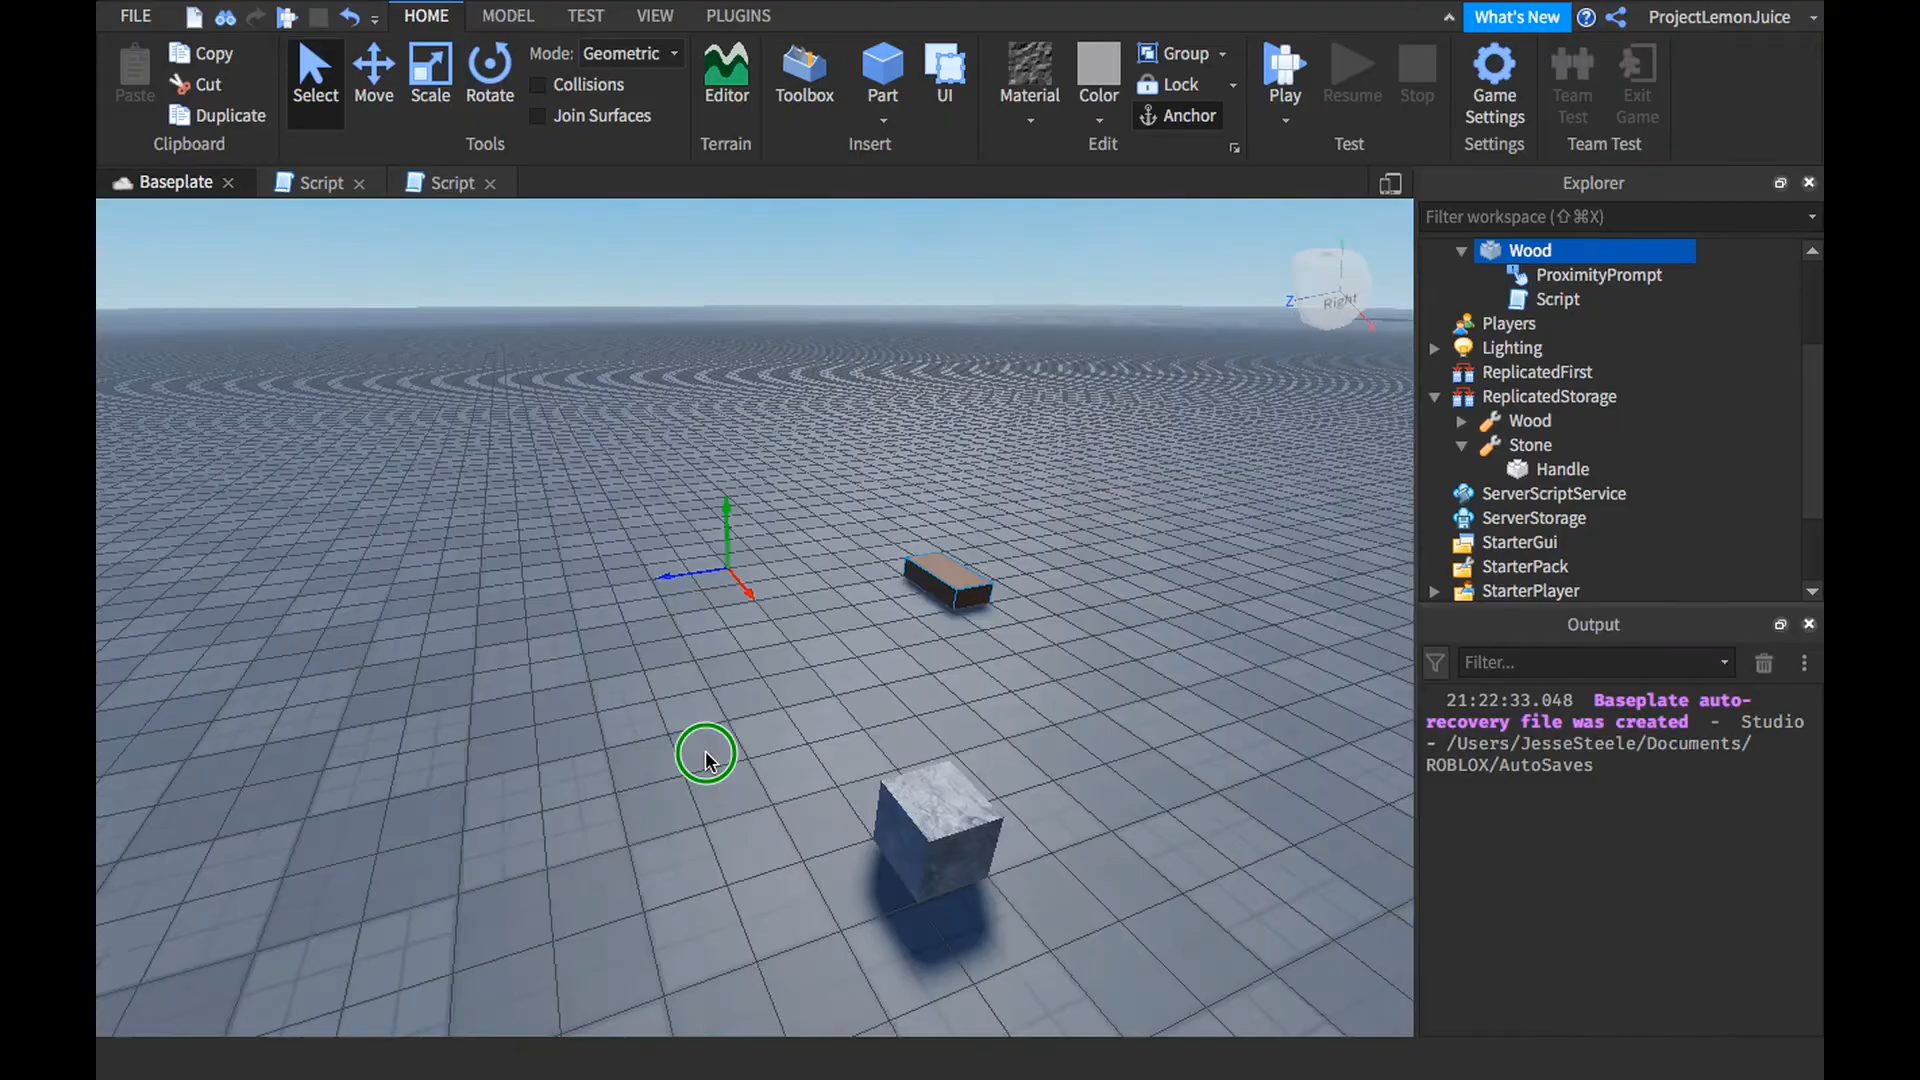 FILE
HOME
MODEL
TEST
VIEW
PLUGINS
What's New
ProjectLemonJuice
Paste
Copy
Cut
Duplicate
Clipboard
Select
Move
Scale
Rotate
Mode: Geometric
Collisions
Join Surfaces
Tools
Editor
Terrain
Toolbox
Part
UI
Insert
Material
Color
Group
Lock
Anchor
Edit
Play
Resume
Stop
Test
Game
Settings
Settings
Team
Test
Exit
Game
Team Test
Baseplate
Script
Script
Right
Z
Explorer
Filter workspace (⇧⌘X)
Wood
ProximityPrompt
Script
Players
Lighting
ReplicatedFirst
ReplicatedStorage
Wood
Stone
Handle
ServerScriptService
ServerStorage
StarterGui
StarterPack
StarterPlayer
Output
Filter...
21:22:33.048 Baseplate auto-
recovery file was created - Studio
- /Users/JesseSteele/Documents/
ROBLOX/AutoSaves